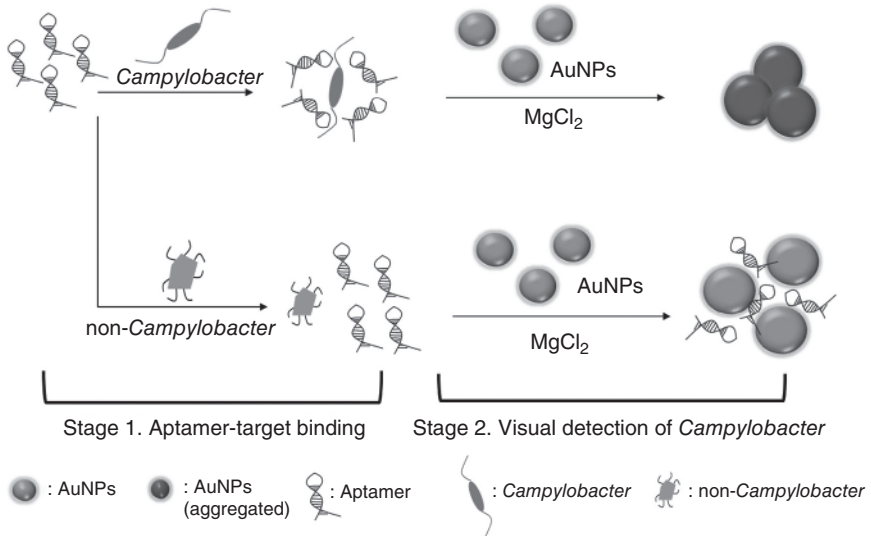 Campylobacter
AuNPs
MgCl₂
non-Campylobacter
AuNPs
MgCl₂
Stage 1. Aptamer-target binding
Stage 2. Visual detection of Campylobacter
: AuNPs
: AuNPs
(aggregated)
: Aptamer
: Campylobacter
: non-Campylobacter